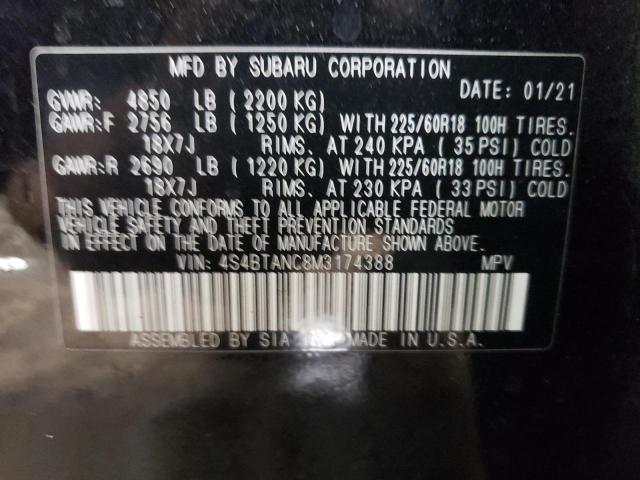 MFD BY SUBARU CORPORATION
DATE: 01/21
GVWR: 4850 LB (2200 KG)
GAWR:F 2756 LB (1250 KG) WITH 225/60R18 100H TIRES.
18X7J RIMS. AT 240 KPA (35 PSI) COLD
GAWR:R 2690 LB (1220 KG) WITH 225/60R18 100H TIRES.
18X7J RIMS. AT 230 KPA (33 PSI) COLD
THIS VEHICLE CONFORMS TO ALL APPLICABLE FEDERAL MOTOR
VEHICLE SAFETY AND THEFT PREVENTION STANDARDS
IN EFFECT ON THE DATE OF MANUFACTURE SHOWN ABOVE.
VIN: 4S4BTANC8M3174388 MPV
ASSEMBLED BY SIA MADE IN U.S.A.